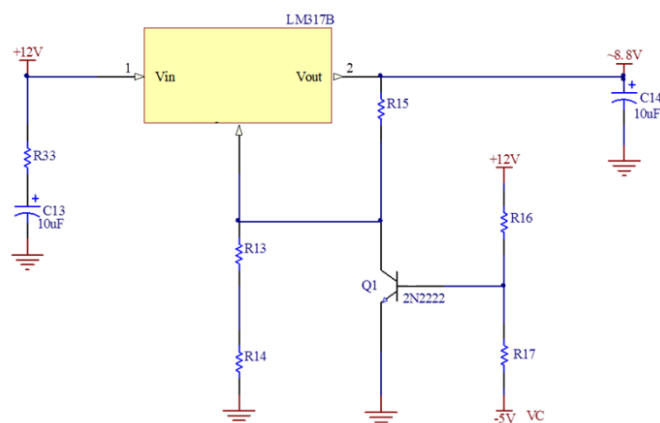 LM317B
+12V
1
Vin
Vout
2
~8.8V
R15
C14
10uF
R33
+12V
C13
10uF
R16
R13
Q1
2N2222
R14
R17
-5V VC